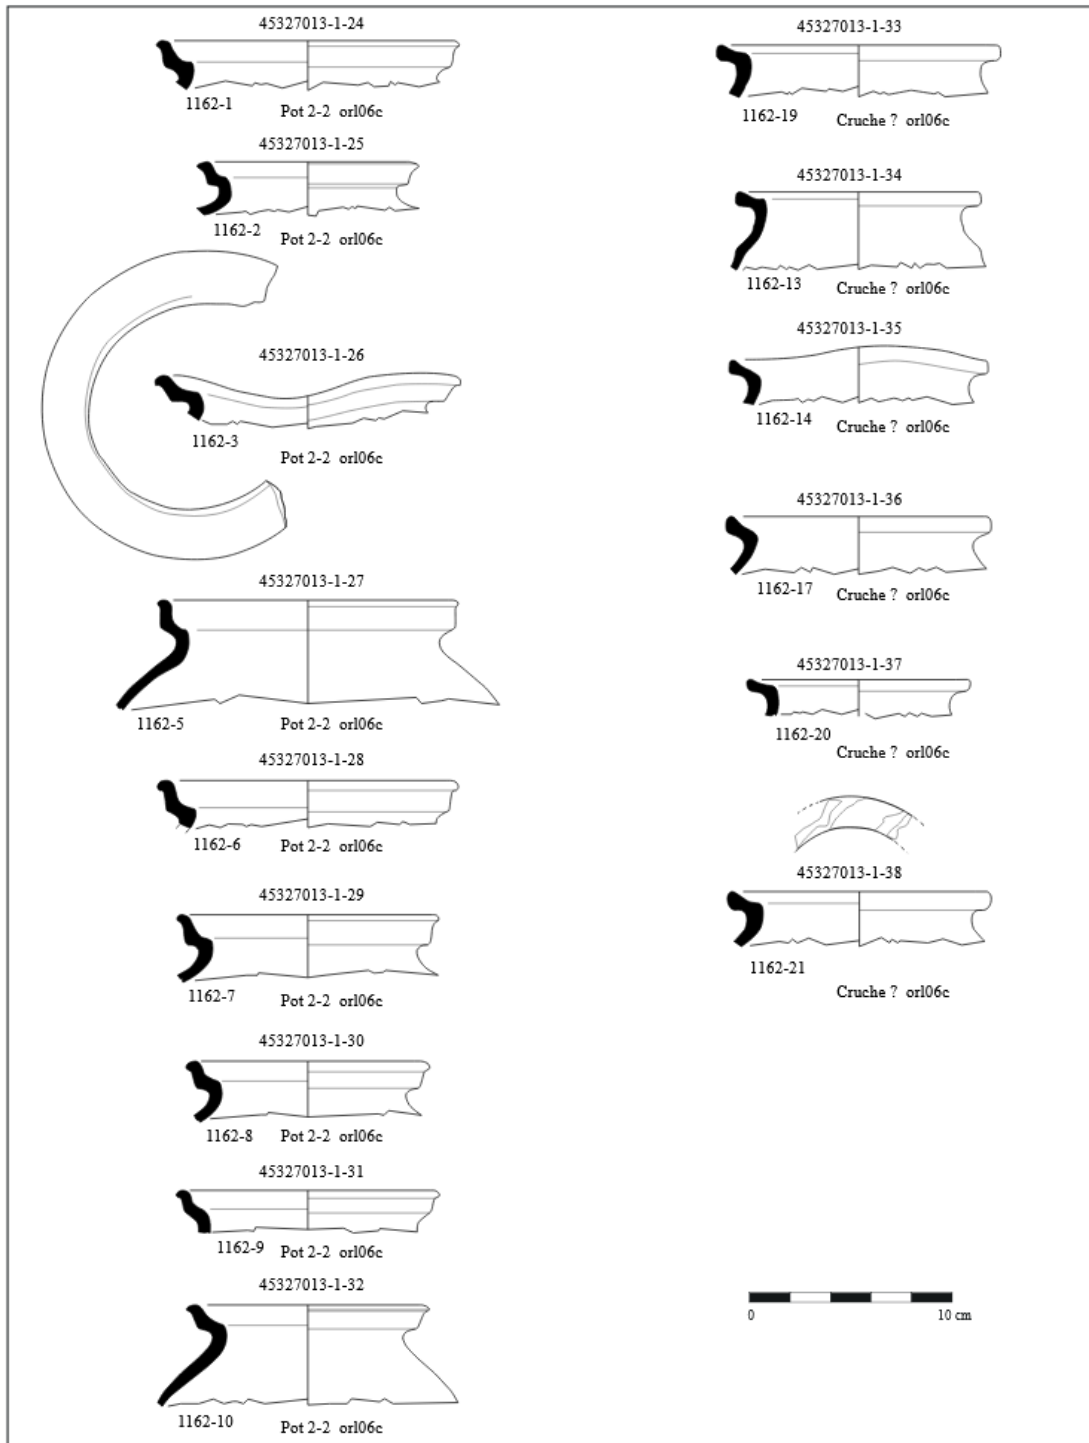 45327013-1-24
1162-1
Pot 2-2 orl06c
45327013-1-25
1162-2
Pot 2-2 orl06c
45327013-1-26
1162-3
Pot 2-2 orl06c
45327013-1-27
1162-5
Pot 2-2 orl06c
45327013-1-28
1162-6
Pot 2-2 orl06c
45327013-1-29
1162-7
Pot 2-2 orl06c
45327013-1-30
1162-8
Pot 2-2 orl06c
45327013-1-31
1162-9
Pot 2-2 orl06c
45327013-1-32
1162-10
Pot 2-2 orl06c
45327013-1-33
1162-19
Cruche ? orl06c
45327013-1-34
1162-13
Cruche ? orl06c
45327013-1-35
1162-14
Cruche ? orl06c
45327013-1-36
1162-17
Cruche ? orl06c
45327013-1-37
1162-20
Cruche ? orl06c
45327013-1-38
1162-21
Cruche ? orl06c
0 10 cm